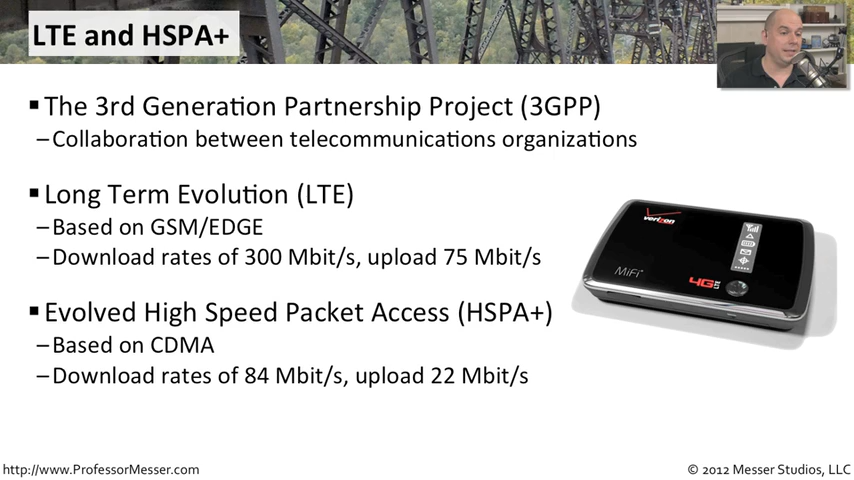 LTE and HSPA+
▪The 3rd Generation Partnership Project (3GPP)
–Collaboration between telecommunications organizations
▪Long Term Evolution (LTE)
–Based on GSM/EDGE
–Download rates of 300 Mbit/s, upload 75 Mbit/s
verizon
MiFi
4G LTE
▪Evolved High Speed Packet Access (HSPA+)
–Based on CDMA
–Download rates of 84 Mbit/s, upload 22 Mbit/s
http://www.ProfessorMesser.com
© 2012 Messer Studios, LLC